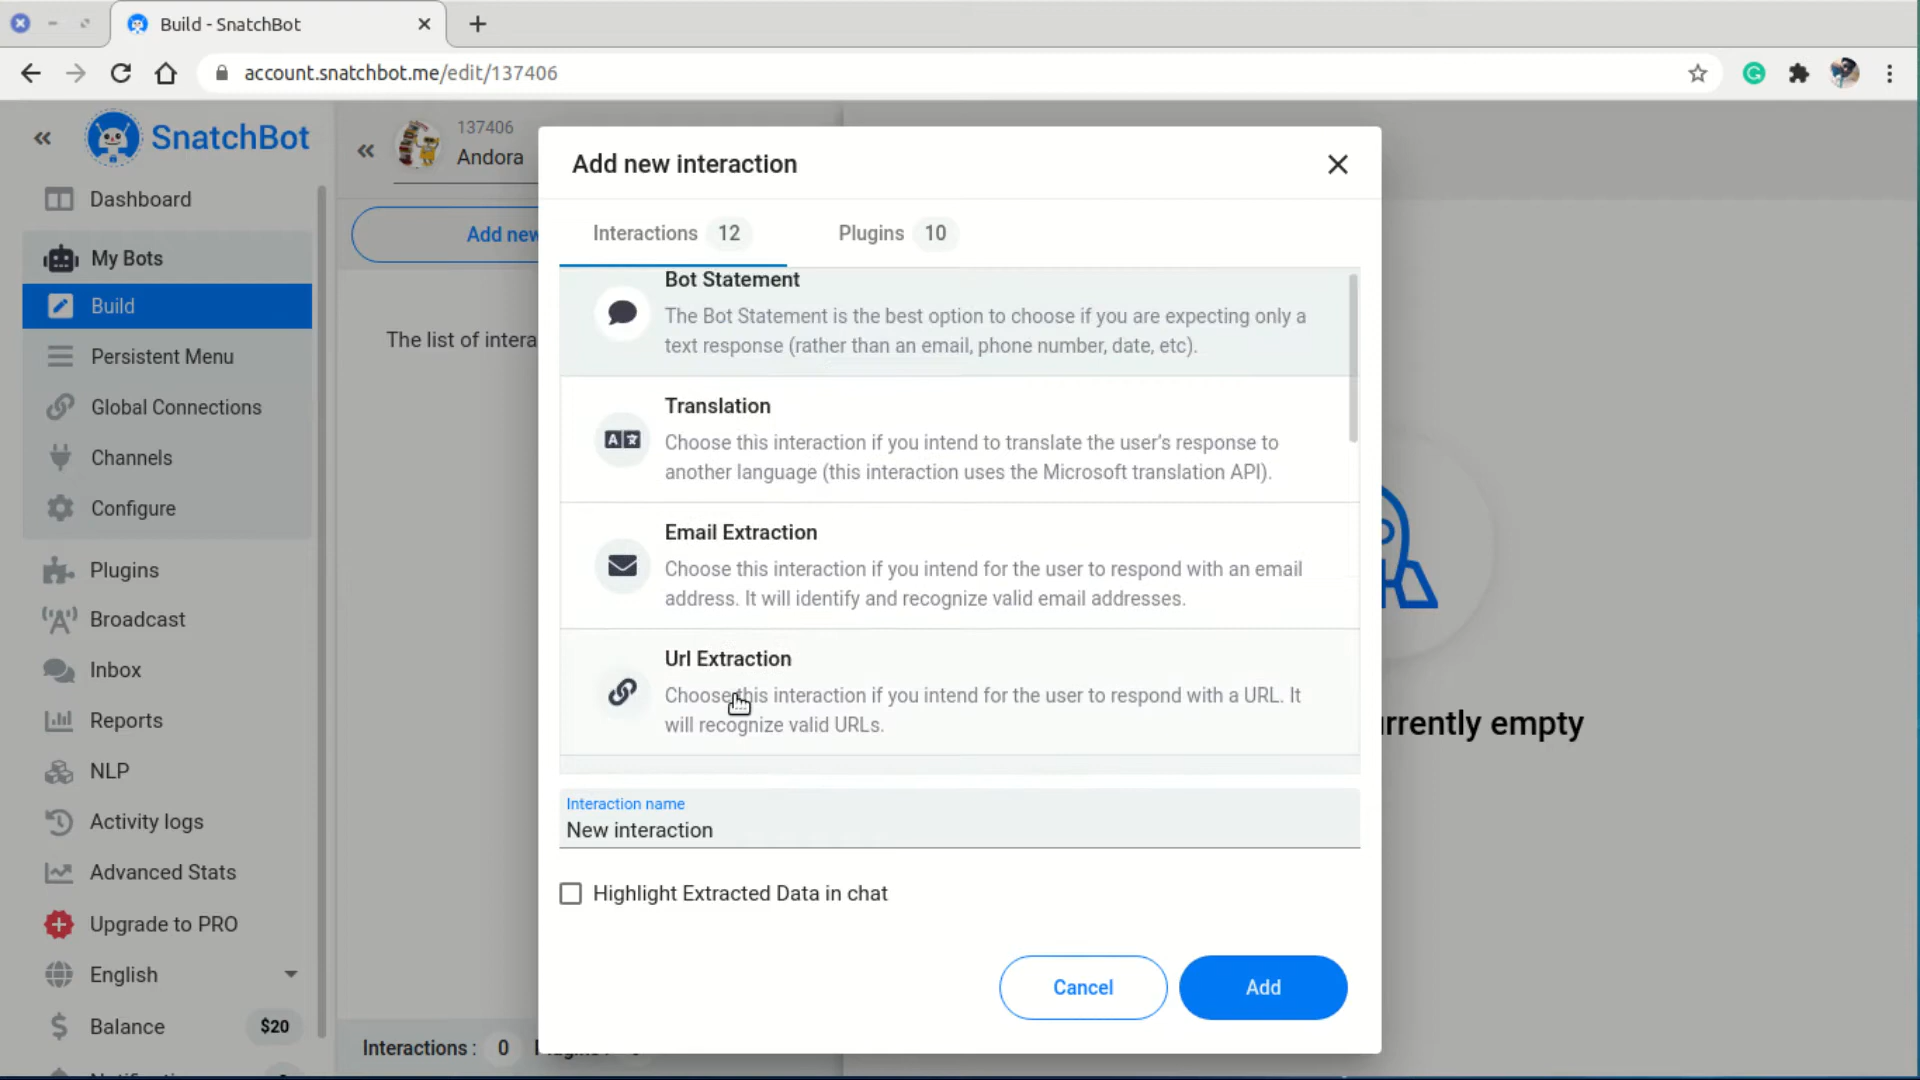 Build - SnatchBot
account.snatchbot.me/edit/137406
SnatchBot
Dashboard
My Bots
Build
Persistent Menu
Global Connections
Channels
Configure
Plugins
Broadcast
Inbox
Reports
NLP
Activity logs
Advanced Stats
Upgrade to PRO
English
Balance $20
137406
Andora
Add new
The list of intera
Interactions : 0
Add new interaction
Interactions 12 Plugins 10
Bot Statement
The Bot Statement is the best option to choose if you are expecting only a
text response (rather than an email, phone number, date, etc).
Translation
Choose this interaction if you intend to translate the user's response to
another language (this interaction uses the Microsoft translation API).
Email Extraction
Choose this interaction if you intend for the user to respond with an email
address. It will identify and recognize valid email addresses.
Url Extraction
Choose this interaction if you intend for the user to respond with a URL. It
will recognize valid URLs.
Interaction name
New interaction
Highlight Extracted Data in chat
Cancel Add
rrently empty